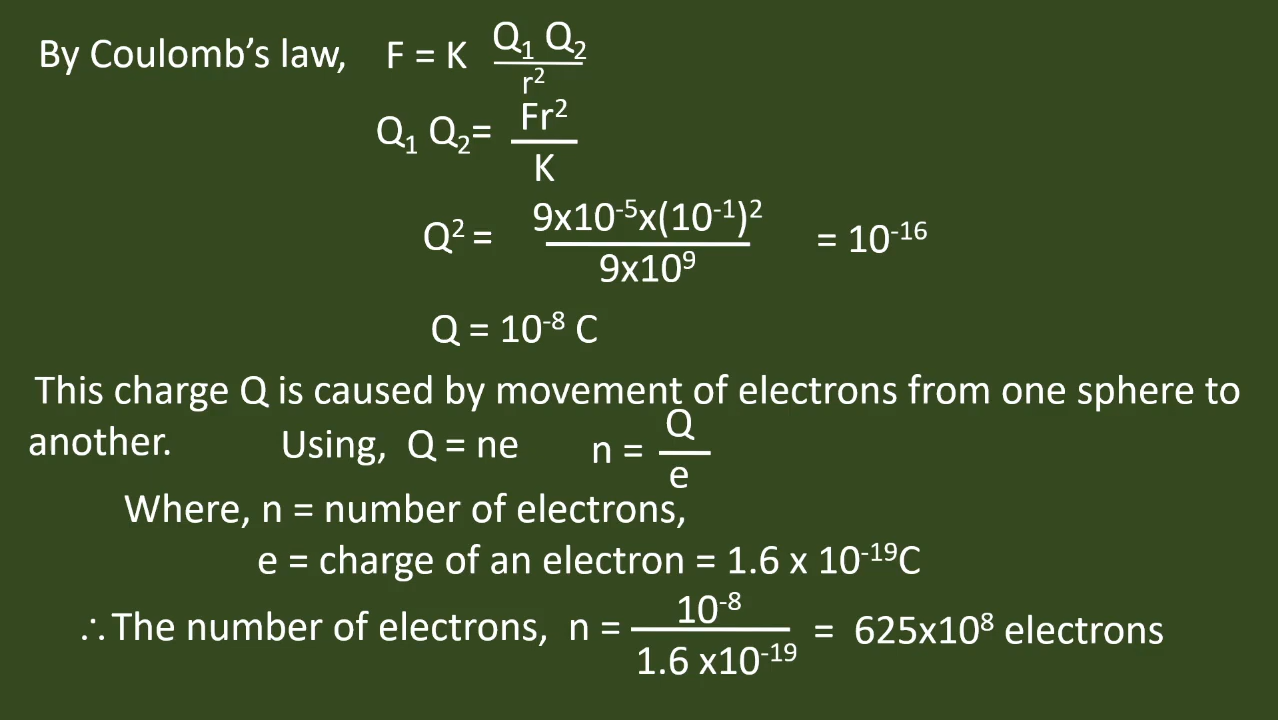 By Coulomb’s law, F = K Q₁ Q₂ / r²
Q₁ Q₂= Fr² / K
Q² = 9x10⁻⁵x(10⁻¹)² / 9x10⁹ = 10⁻¹⁶
Q = 10⁻⁸ C
This charge Q is caused by movement of electrons from one sphere to
another. Using, Q = ne n = Q / e
Where, n = number of electrons,
e = charge of an electron = 1.6 x 10⁻¹⁹C
∴The number of electrons, n = 10⁻⁸ / 1.6 x10⁻¹⁹ = 625x10⁸ electrons